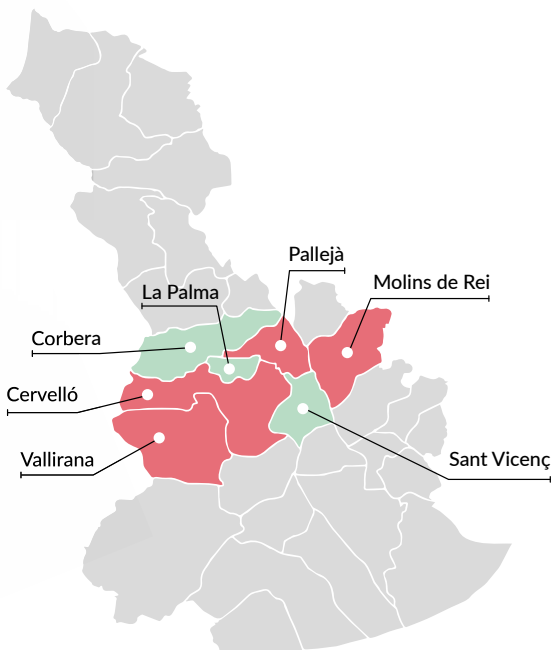 Pallejà
Molins de Rei
La Palma
Corbera
Cervelló
Vallirana
Sant Vicenç